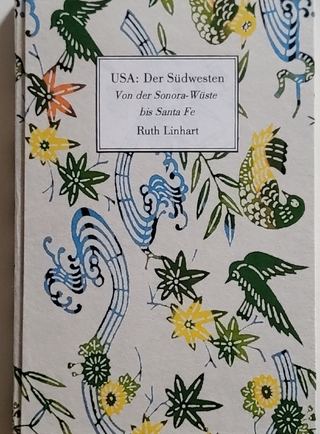 USA: Der Südwesten
Von der Sonora-Wüste
bis Santa Fe
Ruth Linhart